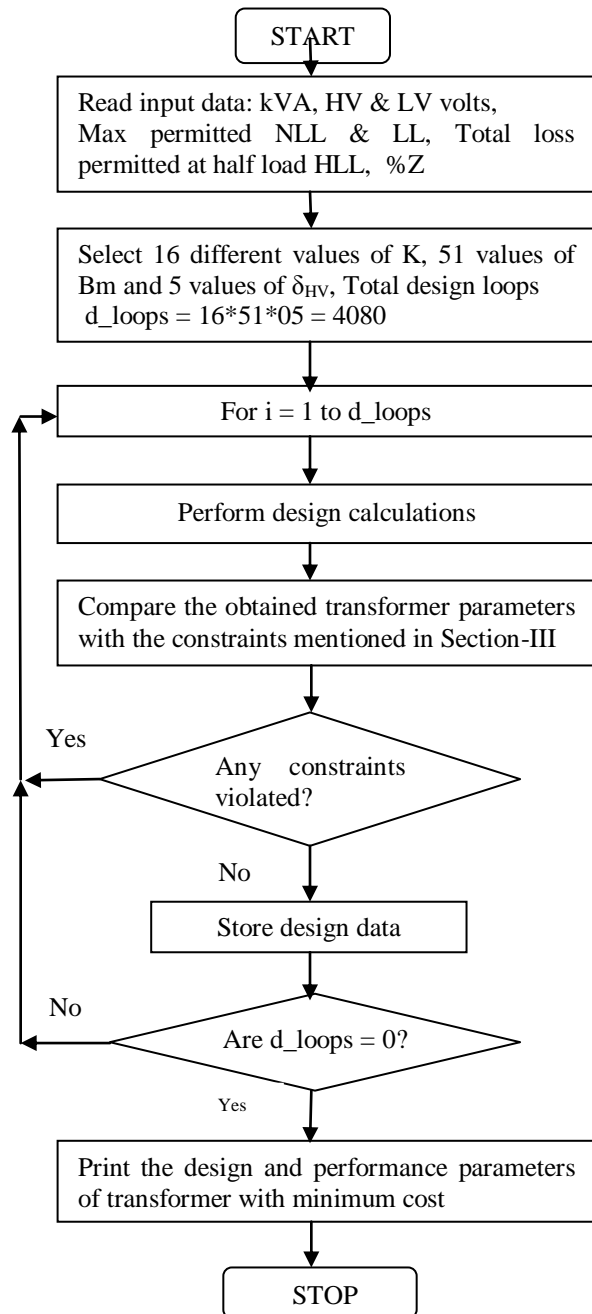 START
Read input data: kVA, HV & LV volts,
Max permitted NLL & LL, Total loss
permitted at half load HLL, %Z
Select 16 different values of K, 51 values of
Bm and 5 values of δHV, Total design loops
d_loops = 16*51*05 = 4080
For i = 1 to d_loops
Perform design calculations
Compare the obtained transformer parameters
with the constraints mentioned in Section-III
Yes
Any constraints
violated?
No
Store design data
No
Are d_loops = 0?
Yes
Print the design and performance parameters
of transformer with minimum cost
STOP